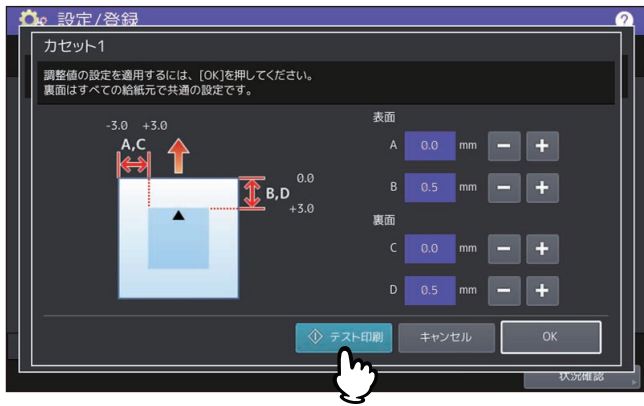 設定/登録
?
カセット1
調整値の設定を適用するには、[OK]を押してください。
裏面はすべての給紙元で共通の設定です。
-3.0 +3.0
A,C
0.0
B,D
+3.0
表面
A 0.0 mm − +
B 0.5 mm − +
裏面
C 0.0 mm − +
D 0.5 mm − +
テスト印刷 キャンセル OK
状況確認